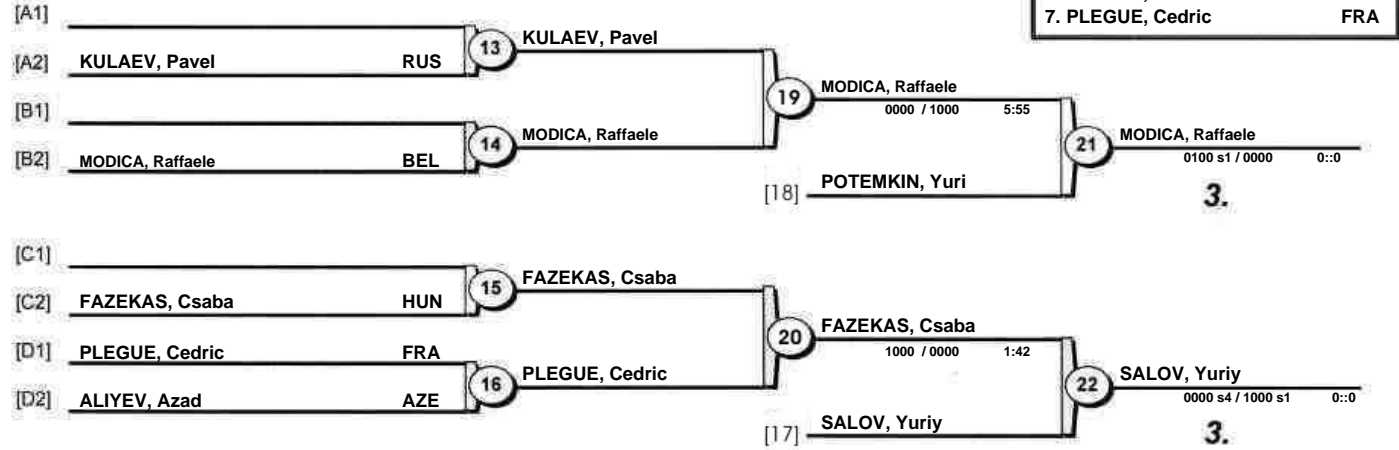 7. PLEGUE, Cedric FRA
[A1]
[A2] KULAEV, Pavel RUS
13 KULAEV, Pavel
[B1]
[B2] MODICA, Raffaele BEL
14 MODICA, Raffaele
19 MODICA, Raffaele
0000 / 1000 5:55
[18] POTEMKIN, Yuri
21 MODICA, Raffaele
0100 s1 / 0000 0::0
3.
[C1]
[C2] FAZEKAS, Csaba HUN
15 FAZEKAS, Csaba
[D1] PLEGUE, Cedric FRA
[D2] ALIYEV, Azad AZE
16 PLEGUE, Cedric
20 FAZEKAS, Csaba
1000 / 0000 1:42
[17] SALOV, Yuriy
22 SALOV, Yuriy
0000 s4 / 1000 s1 0::0
3.